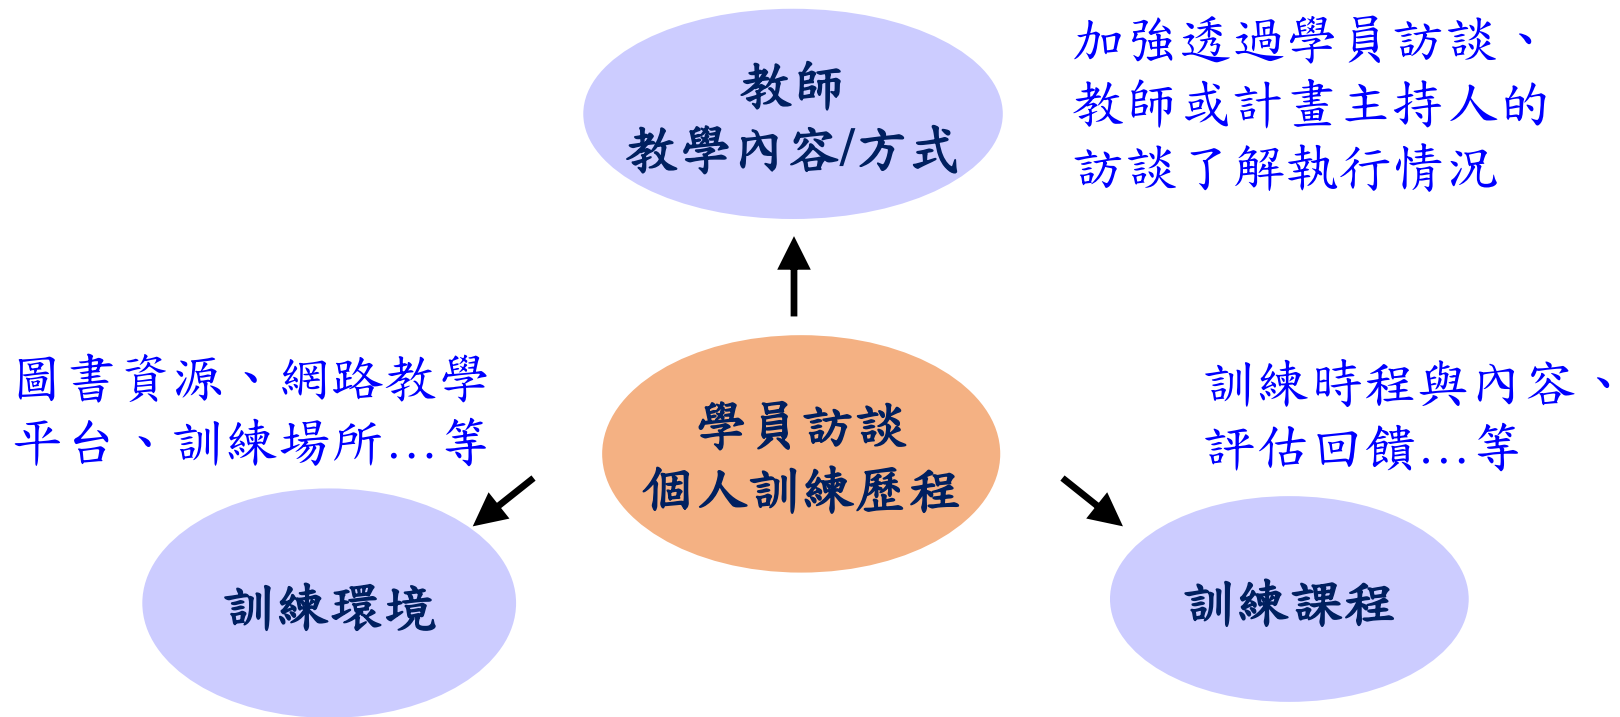 教師
教學內容/方式
加強透過學員訪談、
教師或計畫主持人的
訪談了解執行情況
圖書資源、網路教學
平台、訓練場所…等
學員訪談
個人訓練歷程
訓練時程與內容、
評估回饋…等
訓練環境
訓練課程